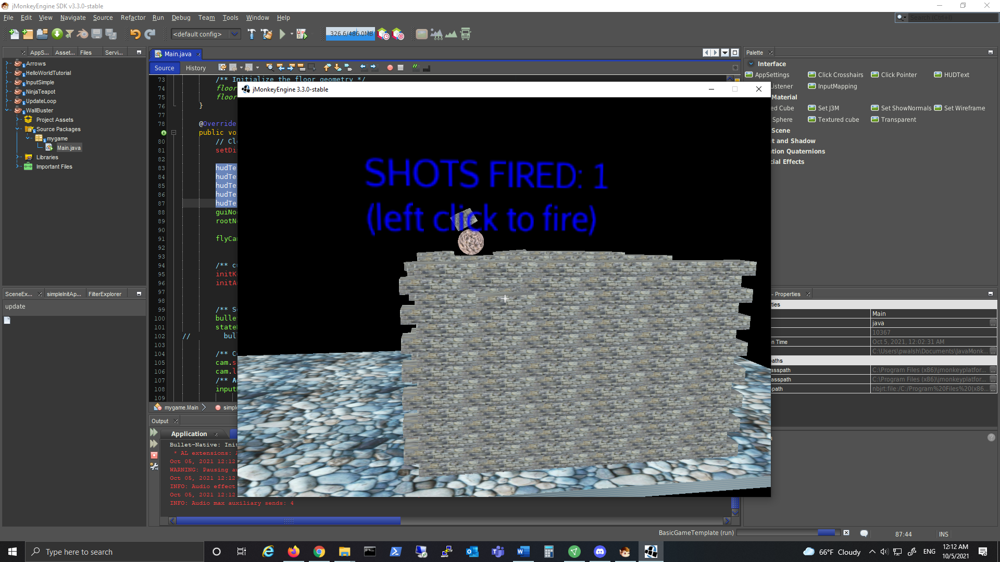 jMonkeyEngine SDK v3.3.0-stable
File Edit View Navigate Source Refactor Run Debug Team Tools Window Help
Search (Ctrl+I)
<default config>
326.6/486.0MB
AppS... Asset... Files Servi...
Arrows
HelloWorldTutorial
InputSimple
NinjaTeapot
UpdateLoop
WallBuster
Project Assets
Source Packages
mygame
Main.java
Libraries
Important Files
SceneEx... simpleInitAp... FilterExplorer
update
Main.java
Source History
73 /** Initialize the floor geometry */
74 floor
75 floor
76 }
77
78 @Override
public vo
80 // Cl
81 setDi
82
83 hudTe
84 hudTe
85 hudTe
86 hudTe
87 hudTe
88 guiNo
89 rootN
90
91 flyCa
92
93
94 /** c
95 initK
96 initA
97
98
99 /** S
100 bulle
101 state
102 // bul
103
104 /** C
105 cam.s
106 cam.l
107 /** A
108 input
109
mygame.Main simpl
Output
Application
Bullet-Native: Init
* AL extensions: A
Oct 05, 2021 12:12
WARNING: Pausing au
Oct 05, 2021 12:12
INFO: Audio effect
Oct 05, 2021 12:12
INFO: Audio max auxiliary sends: 4
jMonkeyEngine 3.3.0-stable
SHOTS FIRED: 1
(left click to fire)
Palette
Interface
AppSettings Click Crosshairs Click Pointer HUDText
istener InputMapping
Material
ed Cube Set J3M Set ShowNormals Set Wireframe
Sphere Textured cube Transparent
Scene
t and Shadow
tion Quaternions
cial Effects
- Properties
ties
Main
java
10367
n Time Oct 5, 2021, 12:02:31 AM
C:\Users\pwalsh\Documents\JavaMonk...
aths
asspath C:\Program Files (x86)\jmonkeyplatfor...
asspath C:\Program Files (x86)\jmonkeyplatfor...
spath nbjrt:file:/C:/Program%20Files%20(x86...
BasicGameTemplate (run)
87:44 INS
Type here to search
66°F Cloudy
ENG
12:12 AM
10/5/2021